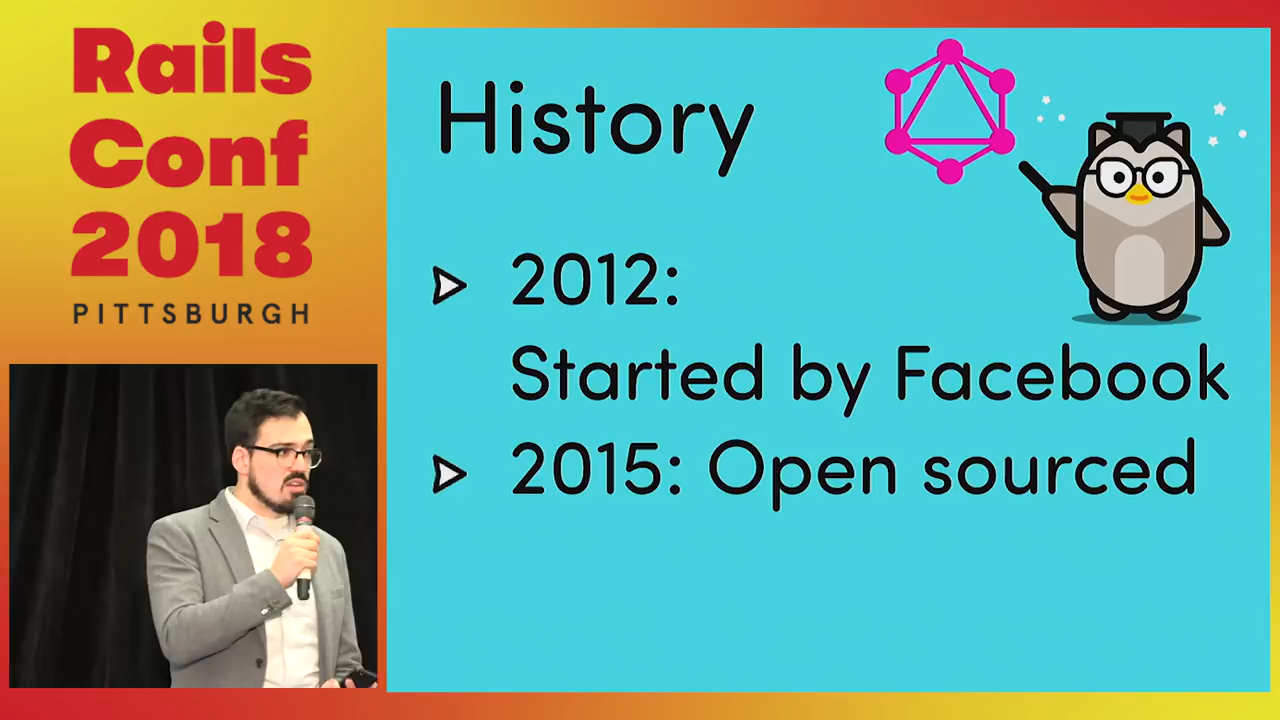 Rails
Conf
2018
PITTSBURGH
History
2012:
Started by Facebook
2015: Open sourced